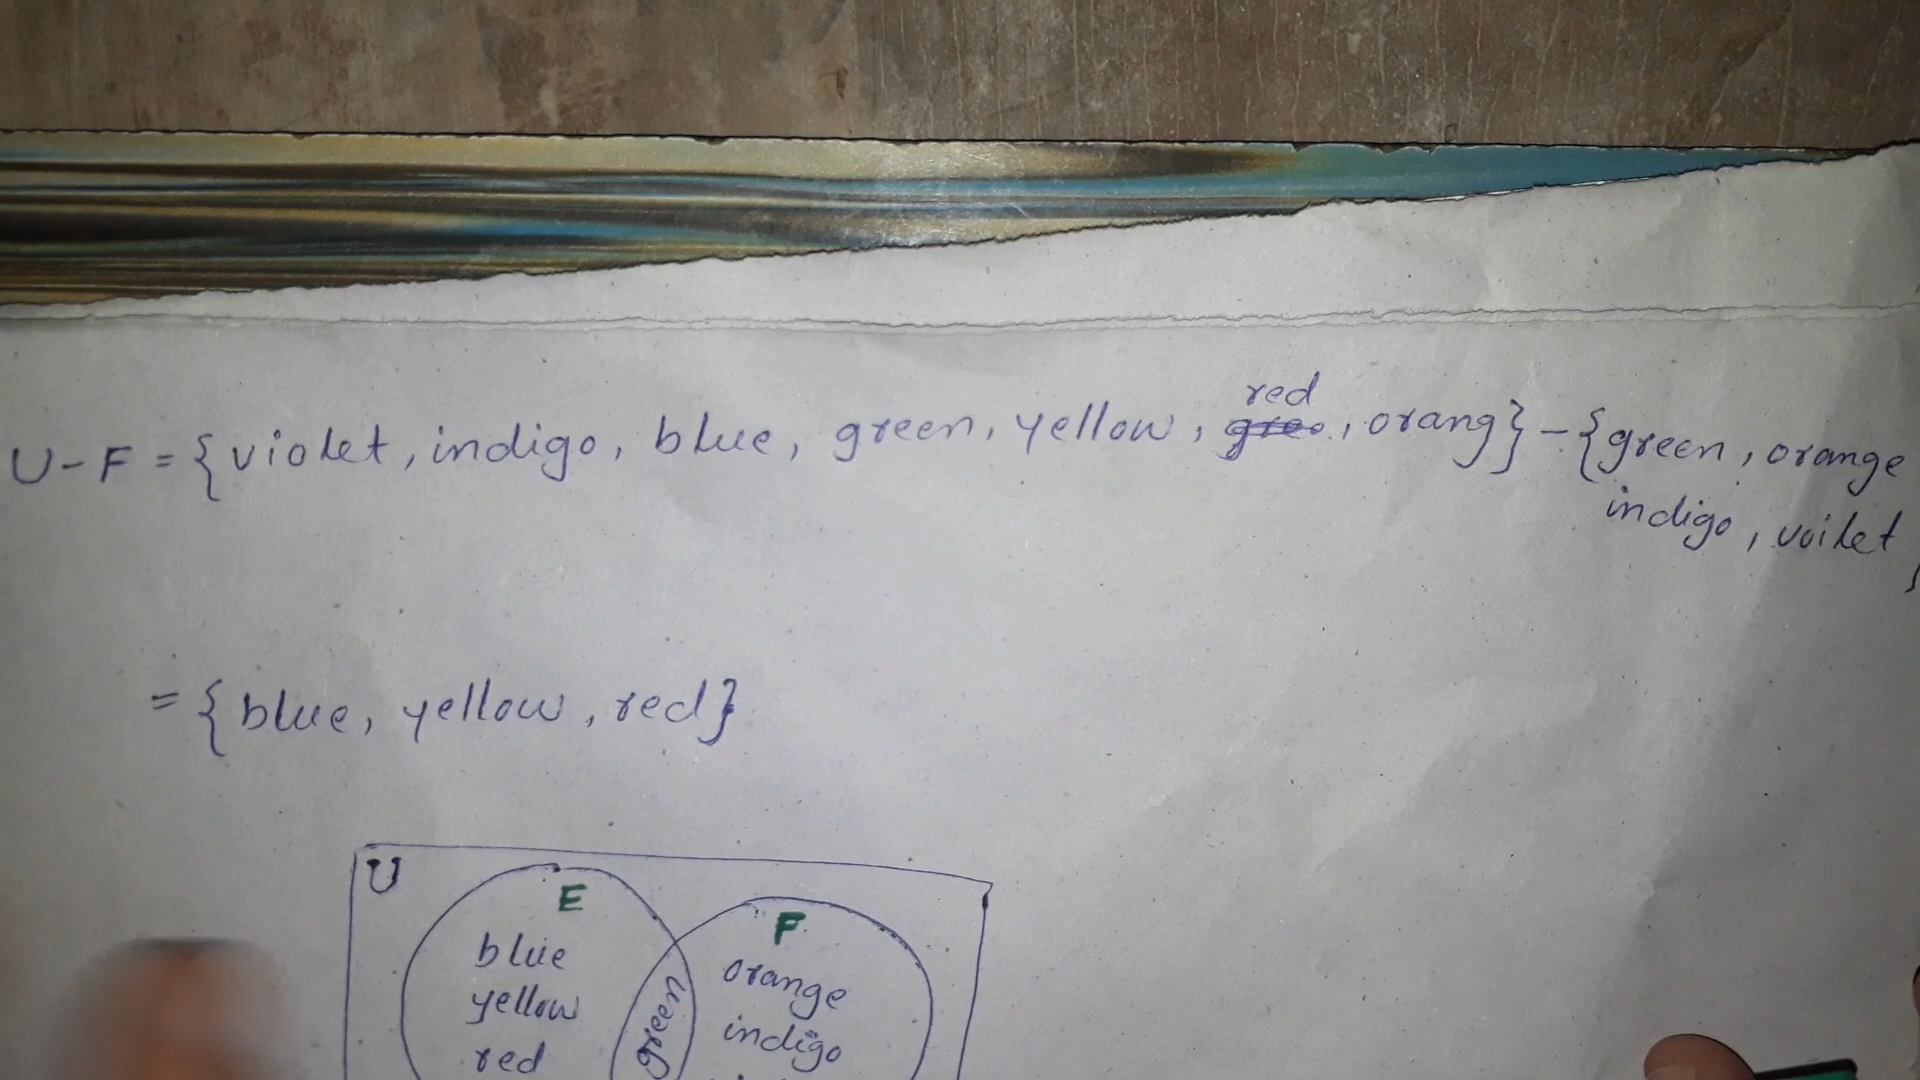 U-F = {violet, indigo, blue, green, yellow, red, orang} - {green, orange
indigo, voilet}
= {blue, yellow, red}
U
E
F
blue
yellow
red
green
orange
indigo